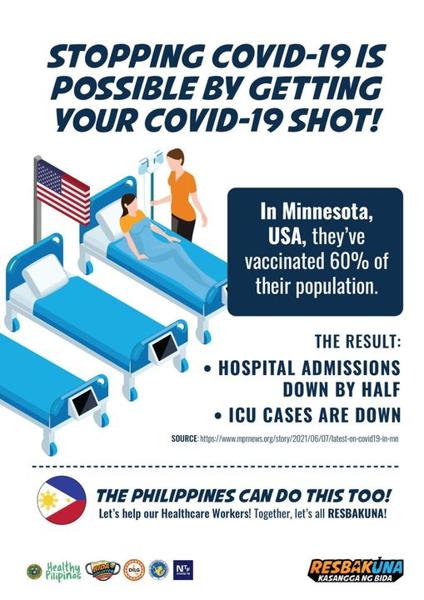 STOPPING COVID-19 IS
POSSIBLE BY GETTING
YOUR COVID-19 SHOT!
In Minnesota,
USA, they've
vaccinated 60% of
their population.
THE RESULT:
• HOSPITAL ADMISSIONS
DOWN BY HALF
• ICU CASES ARE DOWN
SOURCE: https://www.mprnews.org/story/2021/06/07/latest-on-covid19-in-mn
THE PHILIPPINES CAN DO THIS TOO!
Let's help our Healthcare Workers! Together, let's all RESBAKUNA!
Healthy
Pilipinas
BIDA
DILG
NTF
RESBAKUNA
KASANGGA NG BIDA